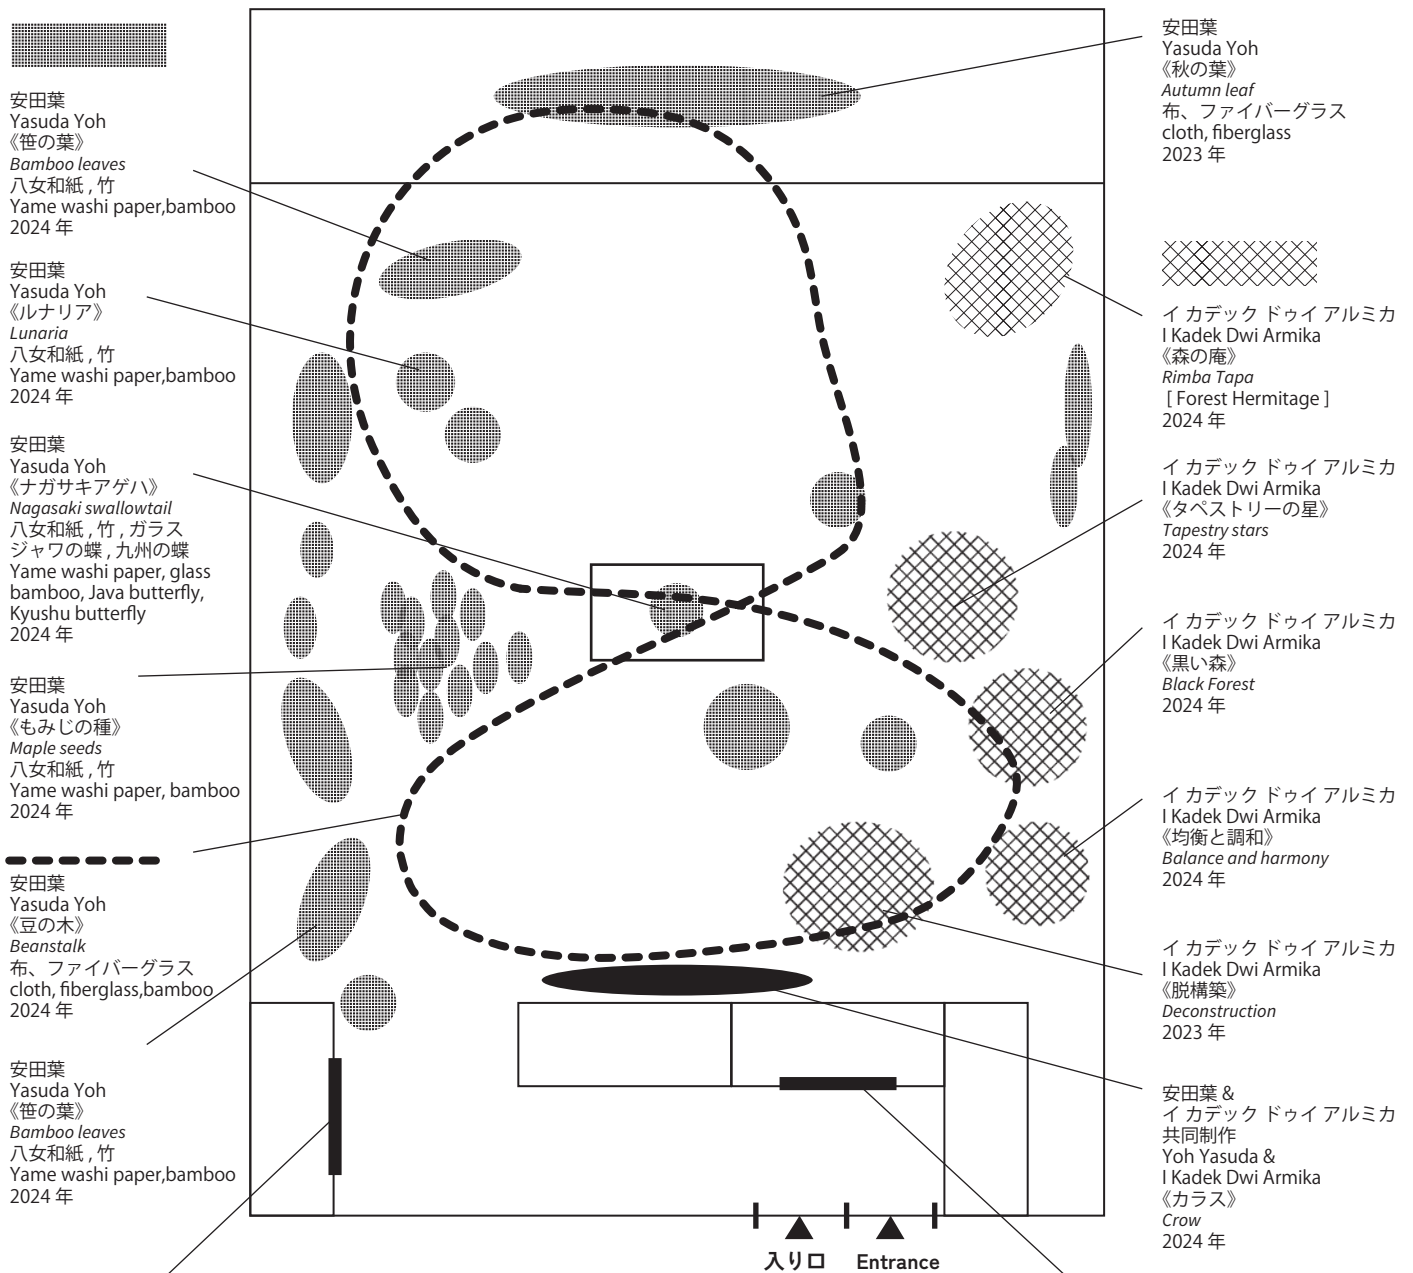 安田葉
Yasuda Yoh
《笹の葉》
Bamboo leaves
八女和紙 , 竹
Yame washi paper,bamboo
2024 年
安田葉
Yasuda Yoh
《ルナリア》
Lunaria
八女和紙 , 竹
Yame washi paper,bamboo
2024 年
安田葉
Yasuda Yoh
《ナガサキアゲハ》
Nagasaki swallowtail
八女和紙 , 竹 , ガラス
ジャワの蝶 , 九州の蝶
Yame washi paper, glass
bamboo, Java butterfly,
Kyushu butterfly
2024 年
安田葉
Yasuda Yoh
《もみじの種》
Maple seeds
八女和紙 , 竹
Yame washi paper, bamboo
2024 年
安田葉
Yasuda Yoh
《豆の木》
Beanstalk
布、ファイバーグラス
cloth, fiberglass,bamboo
2024 年
安田葉
Yasuda Yoh
《笹の葉》
Bamboo leaves
八女和紙 , 竹
Yame washi paper,bamboo
2024 年
安田葉
Yasuda Yoh
《秋の葉》
Autumn leaf
布、ファイバーグラス
cloth, fiberglass
2023 年
イ カデック ドゥイ アルミカ
I Kadek Dwi Armika
《森の庵》
Rimba Tapa
[ Forest Hermitage ]
2024 年
イ カデック ドゥイ アルミカ
I Kadek Dwi Armika
《タペストリーの星》
Tapestry stars
2024 年
イ カデック ドゥイ アルミカ
I Kadek Dwi Armika
《黒い森》
Black Forest
2024 年
イ カデック ドゥイ アルミカ
I Kadek Dwi Armika
《均衡と調和》
Balance and harmony
2024 年
イ カデック ドゥイ アルミカ
I Kadek Dwi Armika
《脱構築》
Deconstruction
2023 年
安田葉 &
イ カデック ドゥイ アルミカ
共同制作
Yoh Yasuda &
I Kadek Dwi Armika
《カラス》
Crow
2024 年
入り口 Entrance